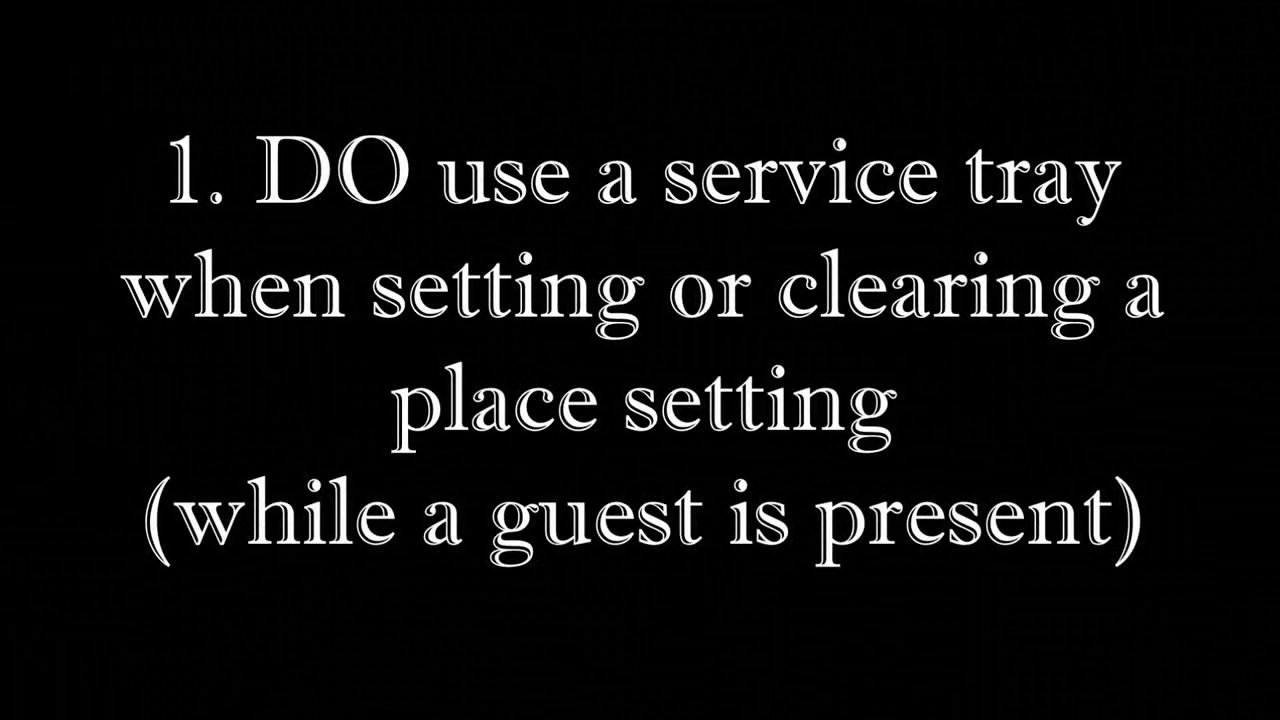 1. DO use a service tray
when setting or clearing a
place setting
(while a guest is present)